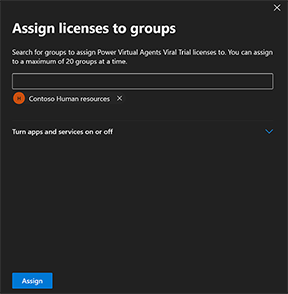 Assign licenses to groups
Search for groups to assign Power Virtual Agents Viral Trial licenses to. You can assign
to a maximum of 20 groups at a time.
H Contoso Human resources
Turn apps and services on or off
Assign